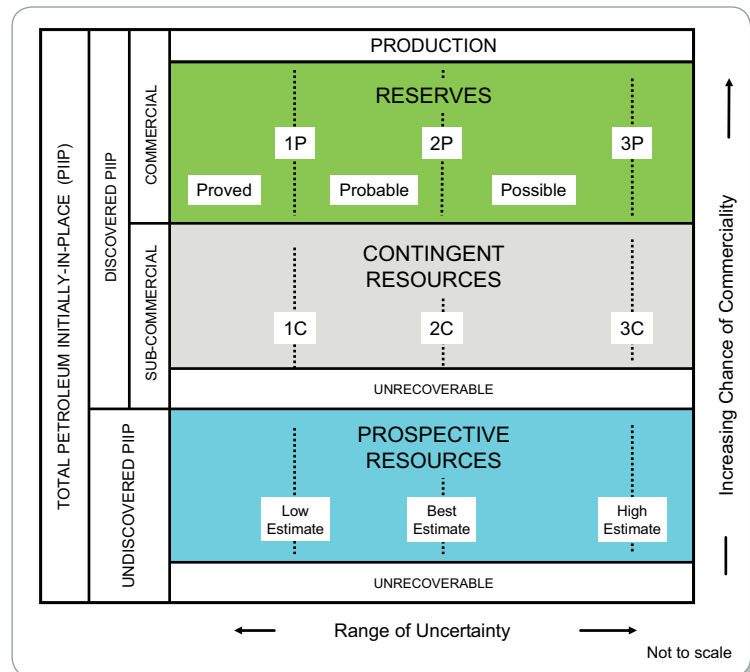 PRODUCTION
RESERVES
1P
2P
3P
Proved
Probable
Possible
CONTINGENT
RESOURCES
1C
2C
3C
UNRECOVERABLE
PROSPECTIVE
RESOURCES
Low
Estimate
Best
Estimate
High
Estimate
UNRECOVERABLE
TOTAL PETROLEUM INITIALLY-IN-PLACE (PIIP)
DISCOVERED PIIP
COMMERCIAL
SUB-COMMERCIAL
UNDISCOVERED PIIP
Increasing Chance of Commerciality
Range of Uncertainty
Not to scale